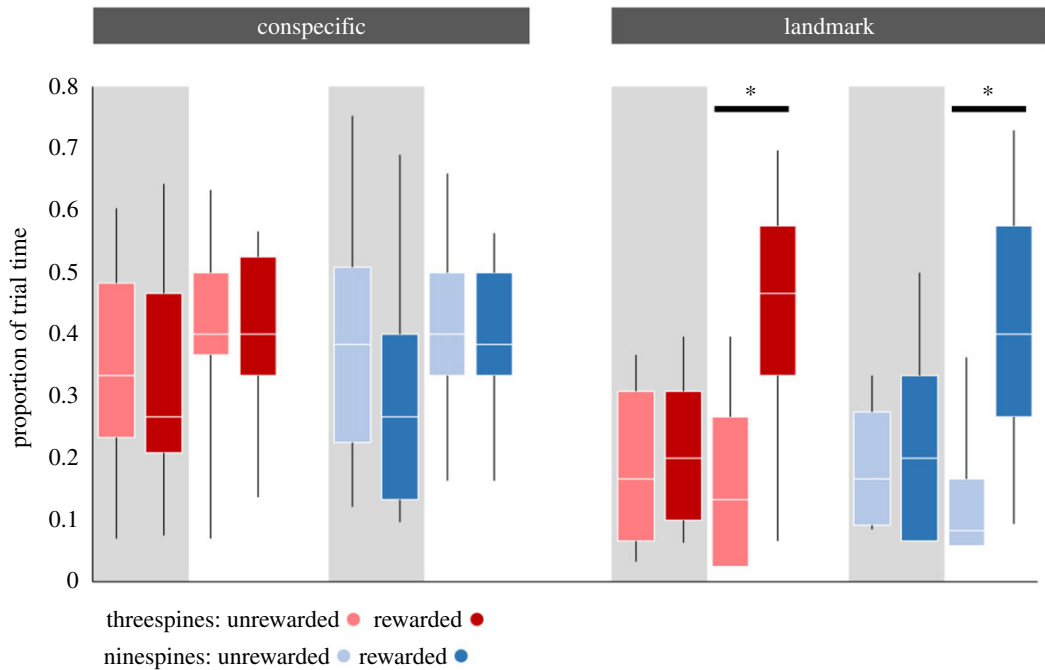 conspecific
landmark
proportion of trial time
0.8
0.7
0.6
0.5
0.4
0.3
0.2
0.1
0
*
*
threespines: unrewarded rewarded
ninespines: unrewarded rewarded